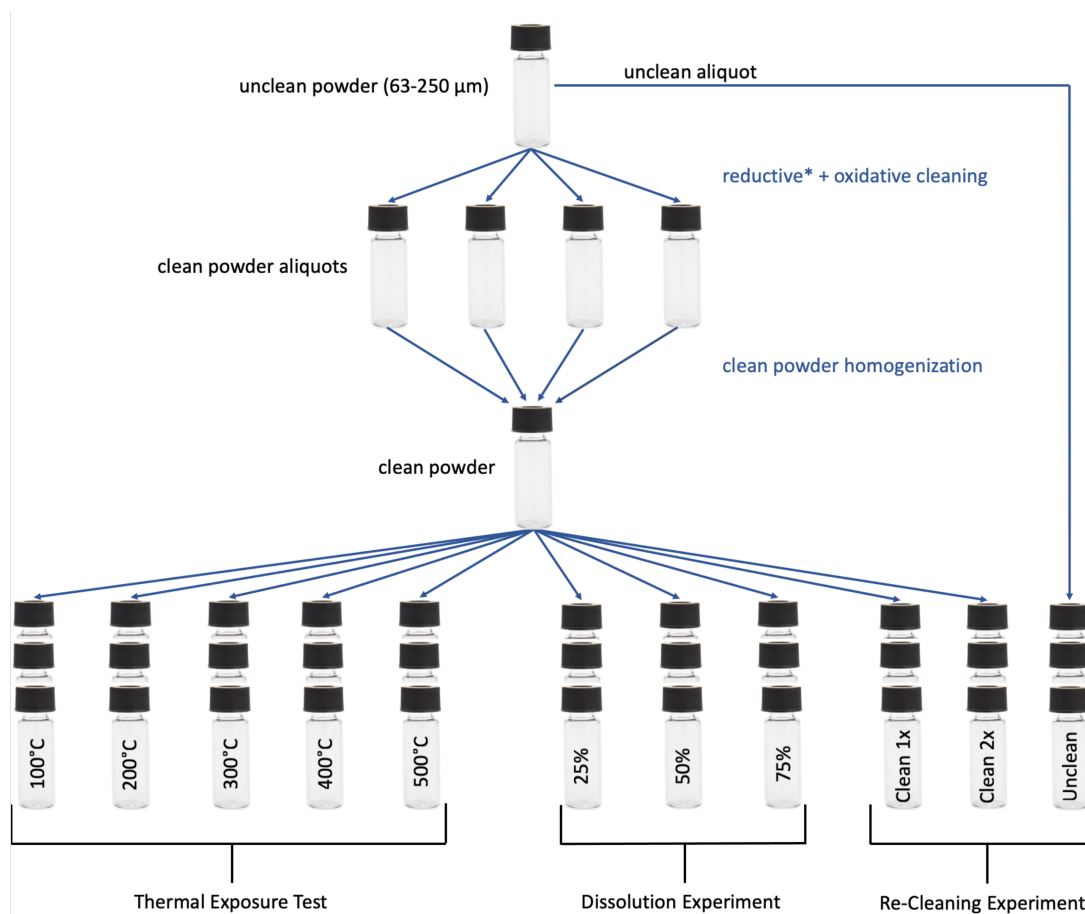 unclean powder (63-250 µm)
unclean aliquot
reductive* + oxidative cleaning
clean powder aliquots
clean powder homogenization
clean powder
100°C
200°C
300°C
400°C
500°C
25%
50%
75%
Clean 1x
Clean 2x
Unclean
Thermal Exposure Test
Dissolution Experiment
Re-Cleaning Experiment